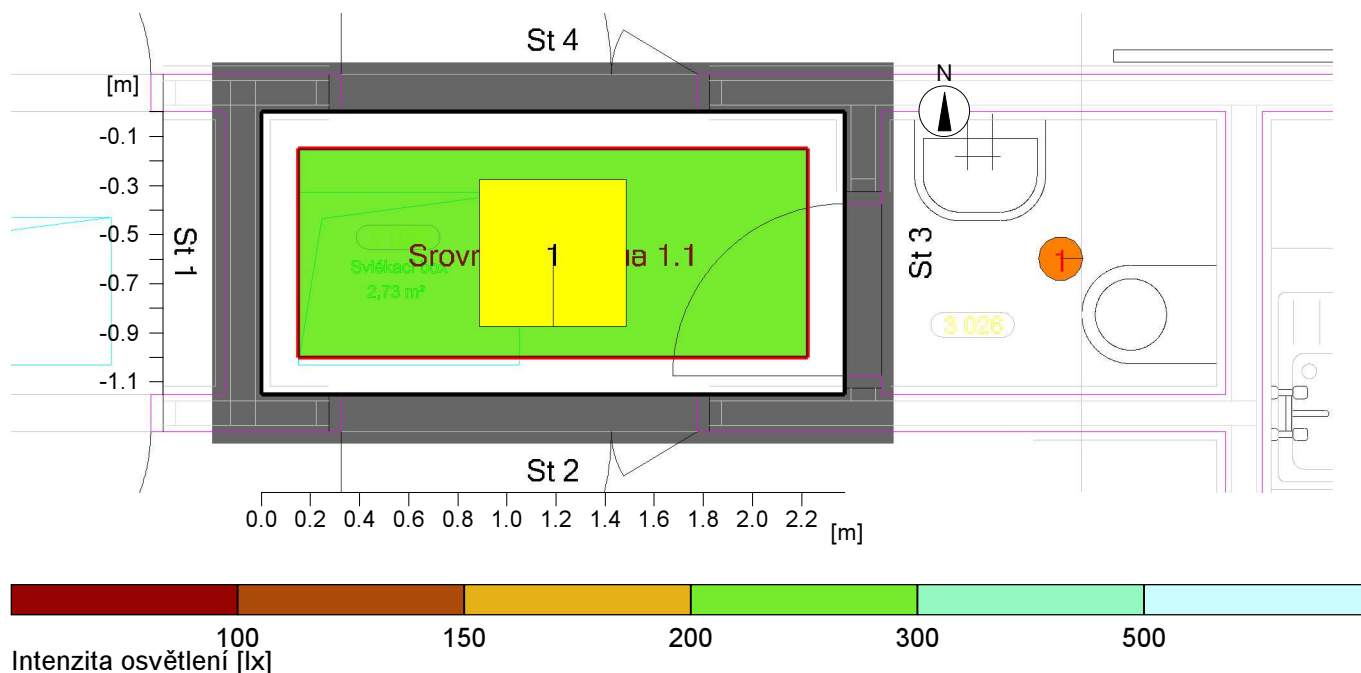 St 4
[m]
N
-0.1
-0.3
-0.5
-0.7
-0.9
-1.1
St 1
St 3
Srovr
1
ua 1.1
1
Svlékací box
2,73 m²
3 026
St 2
0.0 0.2 0.4 0.6 0.8 1.0 1.2 1.4 1.6 1.8 2.0 2.2
[m]
100 150 200 300 500
Intenzita osvětlení [lx]